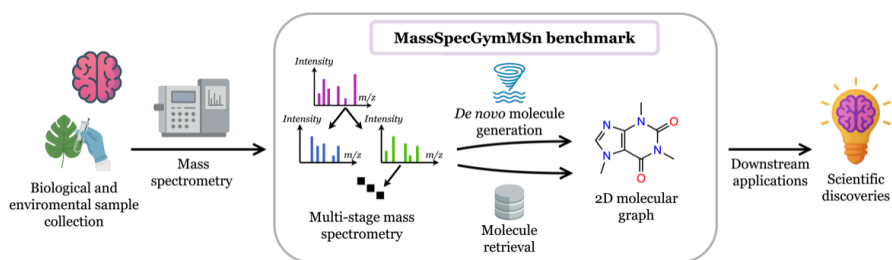 MassSpecGymMSn benchmark
Intensity
m/z
Intensity
m/z
Intensity
m/z
Multi-stage mass
spectrometry
De novo molecule
generation
Molecule
retrieval
N
N
N
N
O
O
2D molecular
graph
Biological and
enviromental sample
collection
Mass
spectrometry
Downstream
applications
Scientific
discoveries